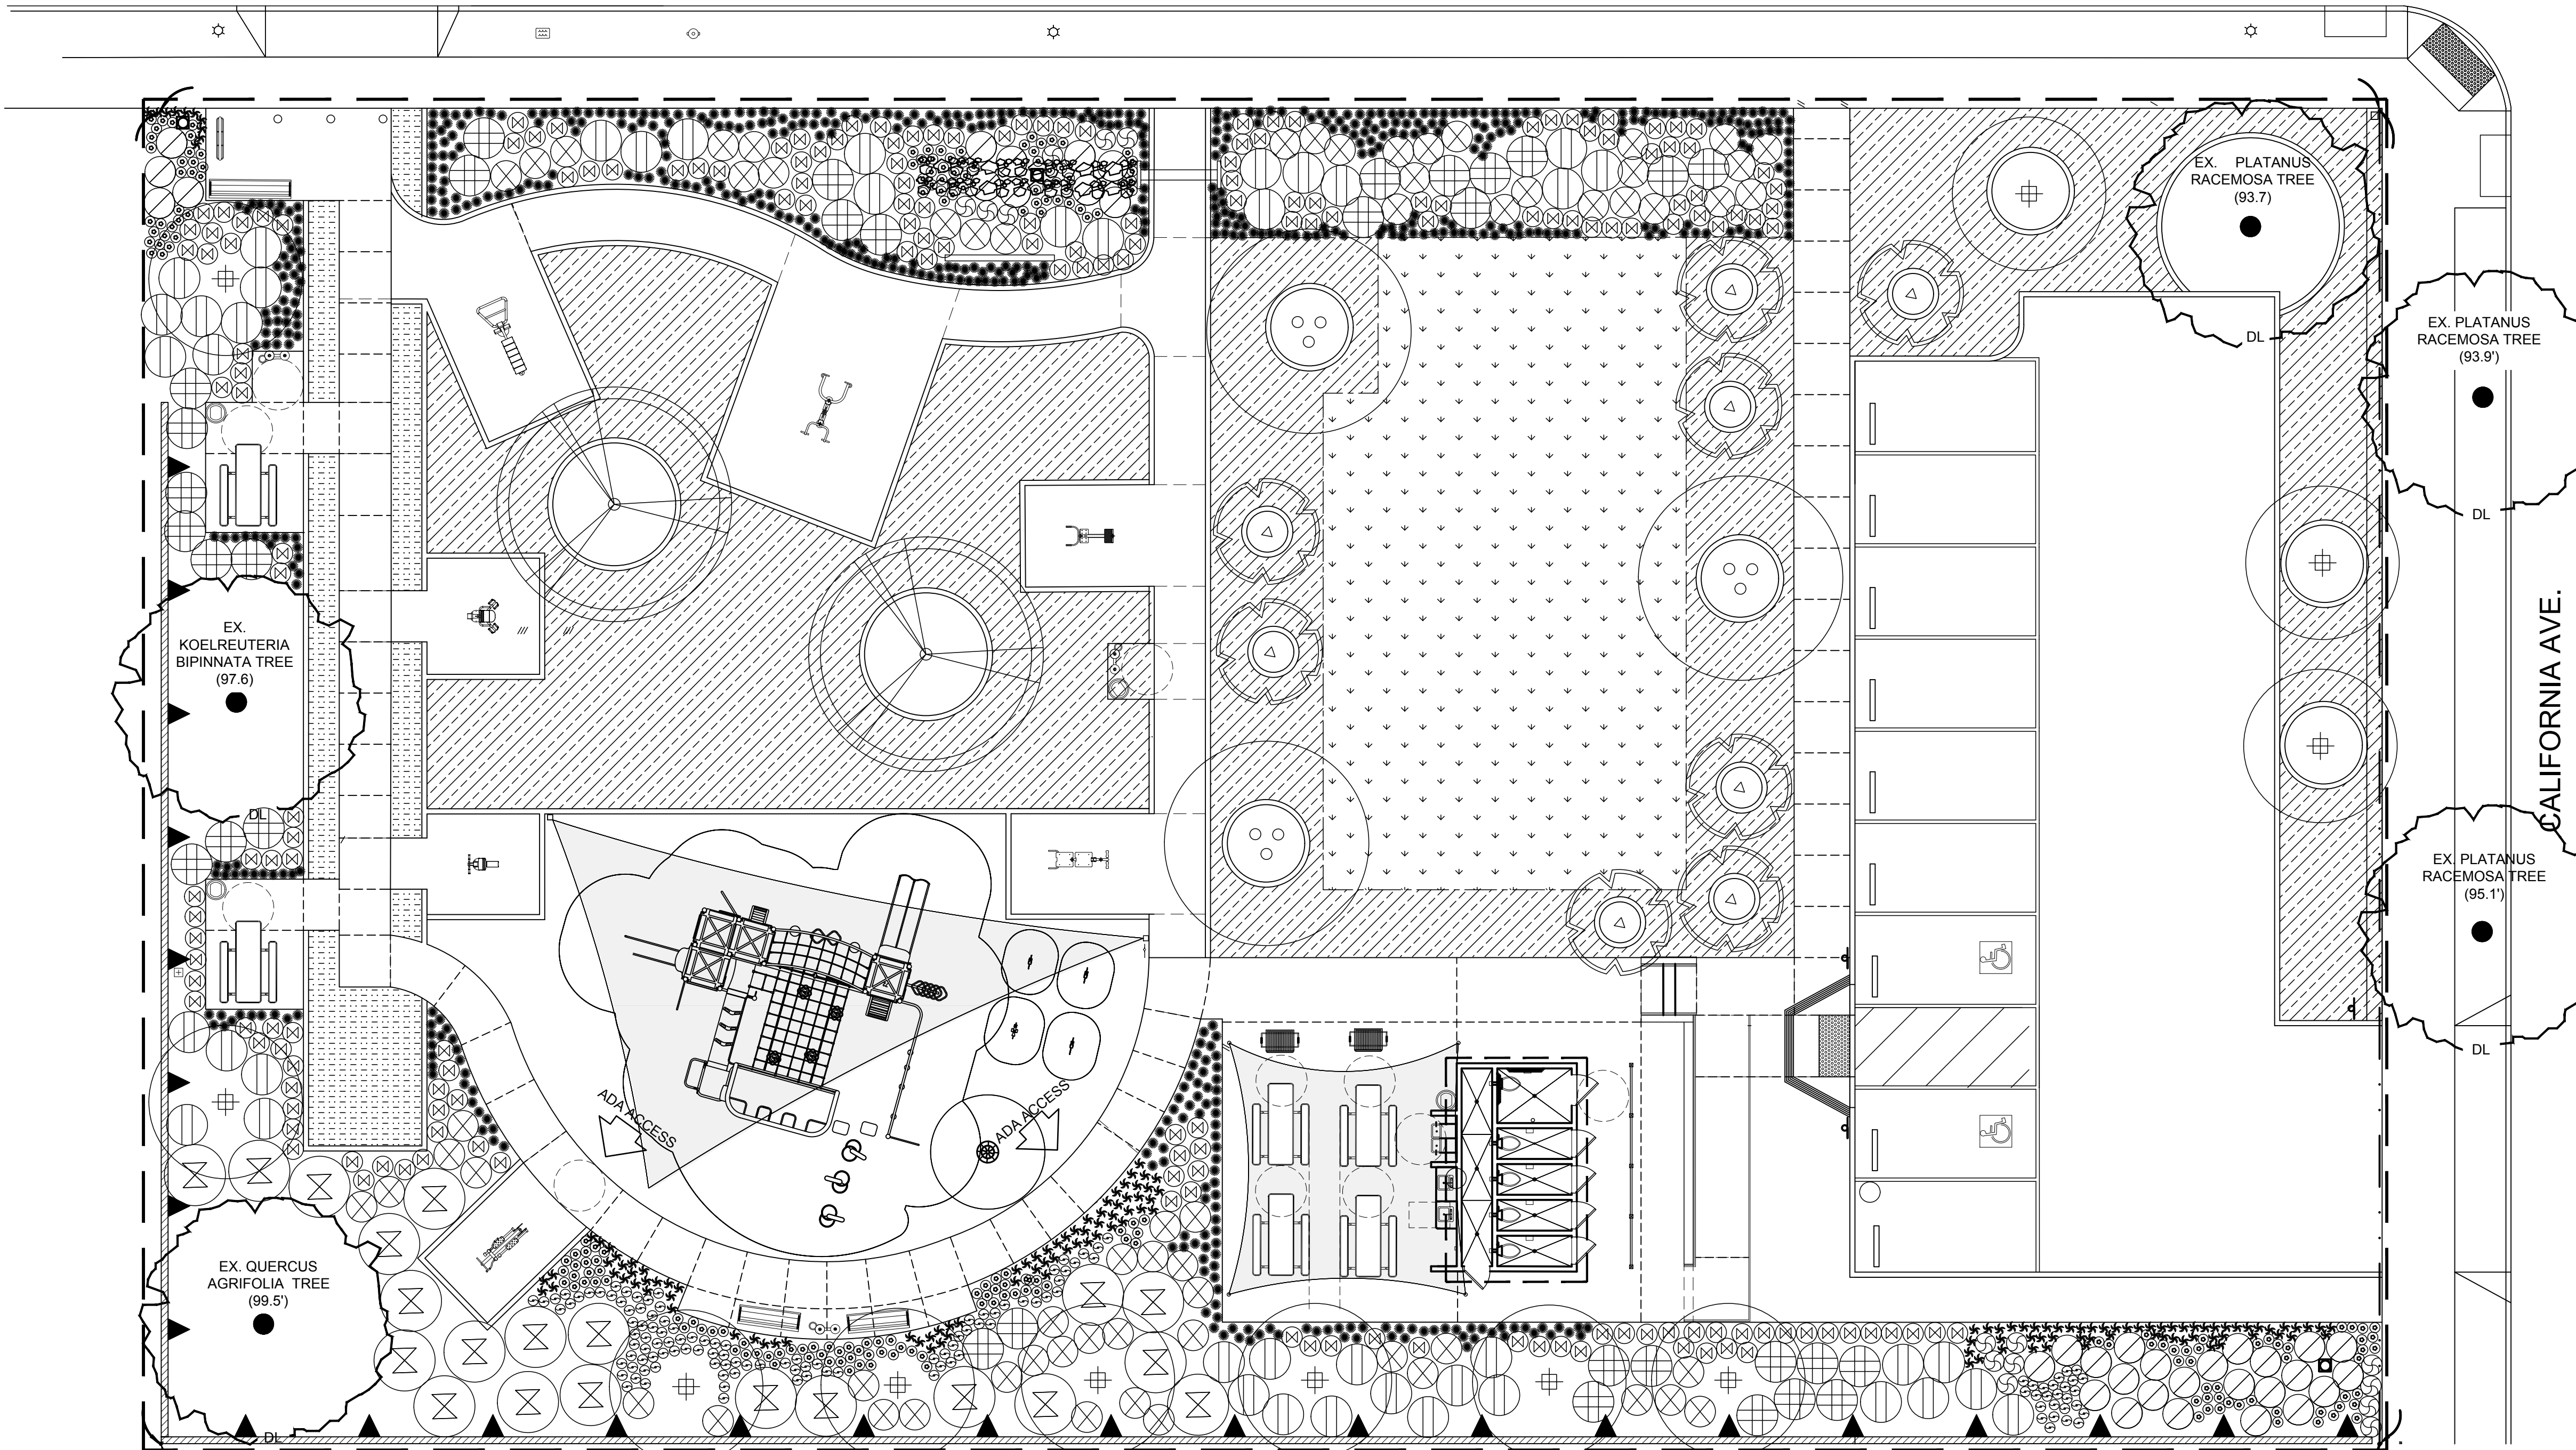 EX. PLATANUS
RACEMOSA TREE
(93.7)
DL
EX. PLATANUS
RACEMOSA TREE
(93.9')
DL
CALIFORNIA AVE.
EX.
KOELREUTERIA
BIPINNATA TREE
(97.6)
DL
EX. PLATANUS
RACEMOSA TREE
(95.1')
DL
ADA ACCESS
ADA ACCESS
EX. QUERCUS
AGRIFOLIA TREE
(99.5')
DL